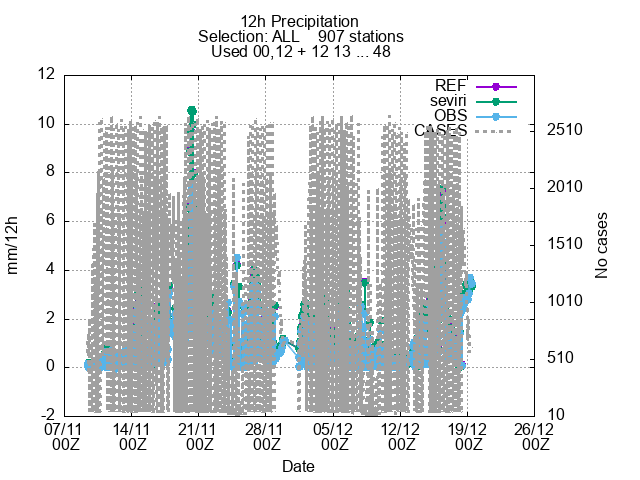 12h Precipitation
Selection: ALL 907 stations
Used 00,12 + 12 13 ... 48
REF
seviri
OBS
CASES
12
10
8
6
4
2
0
-2
mm/12h
2510
2010
1510
1010
510
10
No cases
07/11 14/11 21/11 28/11 05/12 12/12 19/12 26/12
00Z 00Z 00Z 00Z 00Z 00Z 00Z 00Z
Date